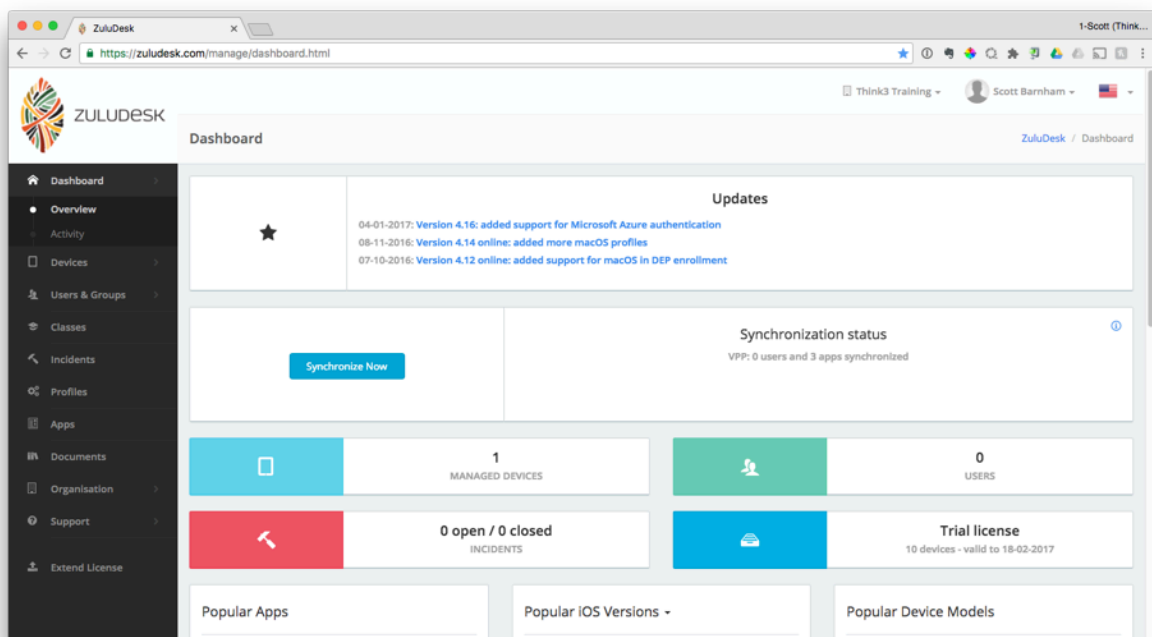 ZuluDesk
1-Scott (Think...
https://zuludesk.com/manage/dashboard.html
ZULUDESK
Think3 Training
Scott Barnham
Dashboard
ZuluDesk / Dashboard
Dashboard
Overview
Activity
Devices
Users & Groups
Classes
Incidents
Profiles
Apps
Documents
Organisation
Support
Extend License
Updates
04-01-2017: Version 4.16: added support for Microsoft Azure authentication
08-11-2016: Version 4.14 online: added more macOS profiles
07-10-2016: Version 4.12 online: added support for macOS in DEP enrollment
Synchronize Now
Synchronization status
VPP: 0 users and 3 apps synchronized
1
MANAGED DEVICES
0
USERS
0 open / 0 closed
INCIDENTS
Trial license
10 devices - valid to 18-02-2017
Popular Apps
Popular iOS Versions
Popular Device Models